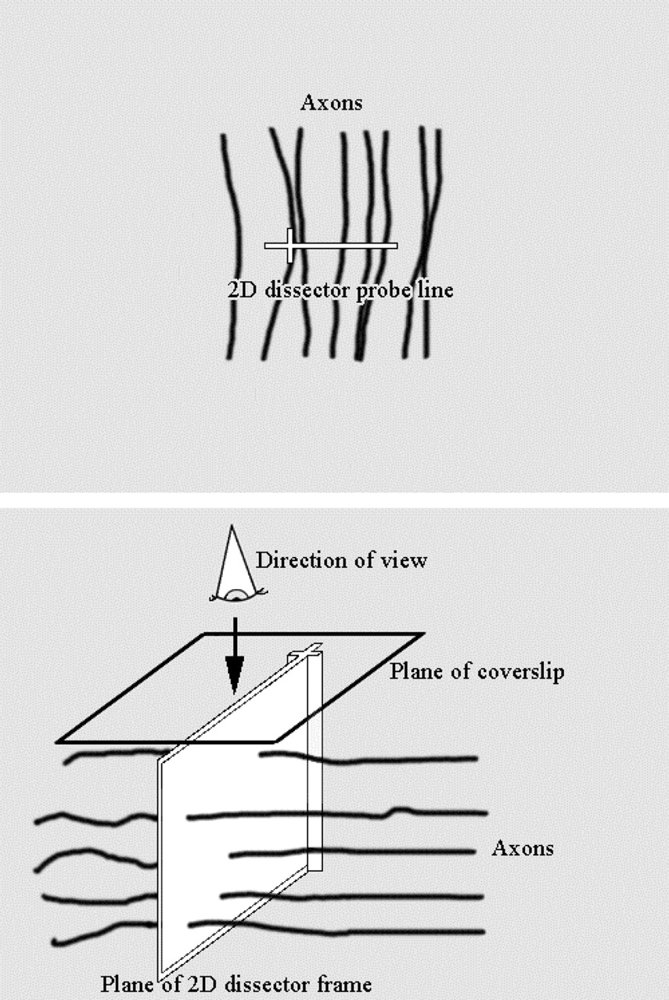 Axons
2D dissector probe line
Direction of view
Plane of coverslip
Axons
Plane of 2D dissector frame